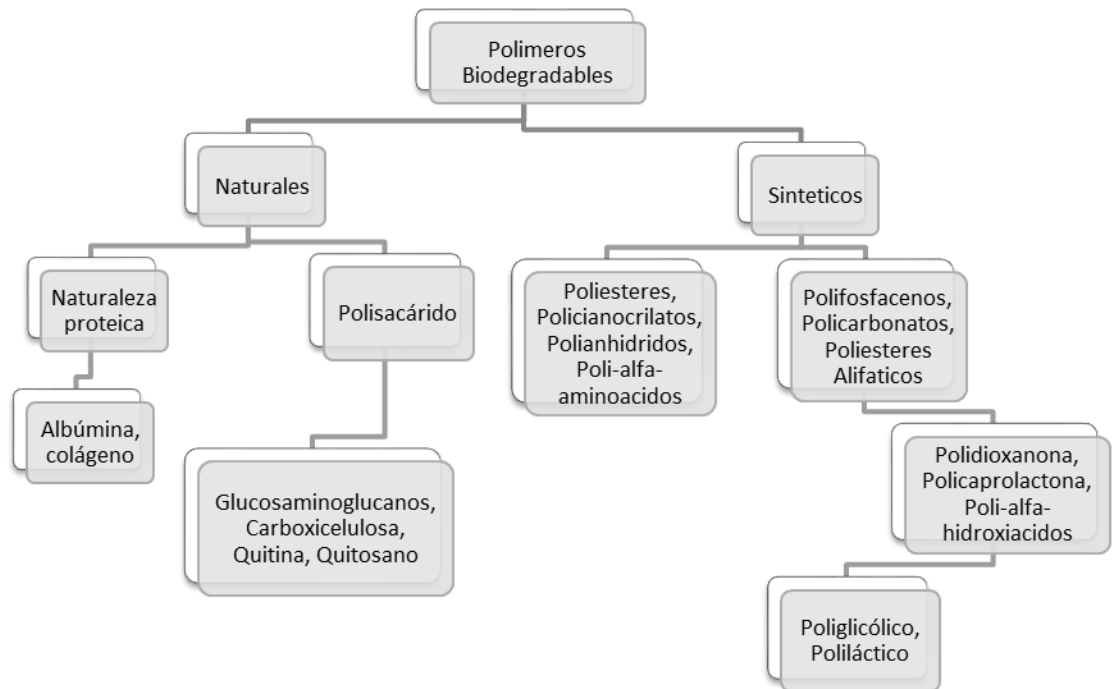 Polimeros
Biodegradables
Naturales
Sinteticos
Naturaleza
proteica
Polisacárido
Poliesteres,
Policianocrilatos,
Polianhidridos,
Poli-alfa-
aminoacidos
Polifosfacenos,
Policarbonatos,
Poliesteres
Alifaticos
Albúmina,
colágeno
Glucosaminoglucanos,
Carboxicelulosa,
Quitina, Quitosano
Polidioxanona,
Policaprolactona,
Poli-alfa-
hidroxiacidos
Poliglicólico,
Poliláctico